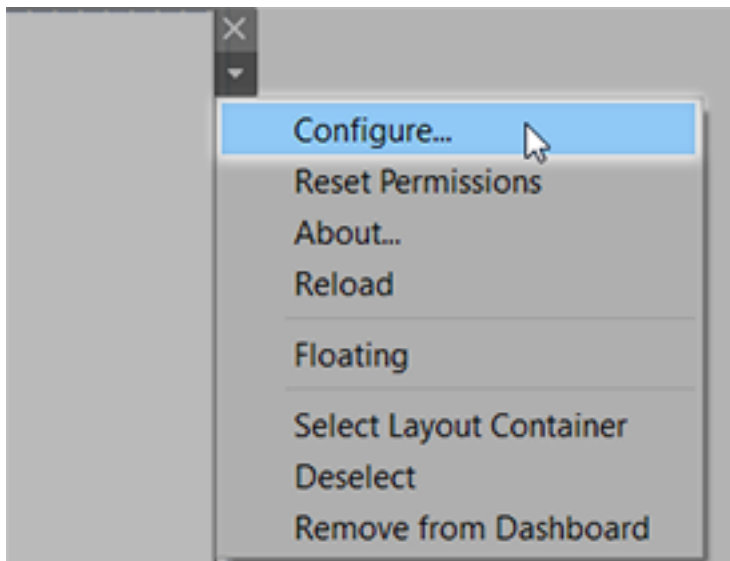 Configure...
Reset Permissions
About...
Reload
Floating
Select Layout Container
Deselect
Remove from Dashboard